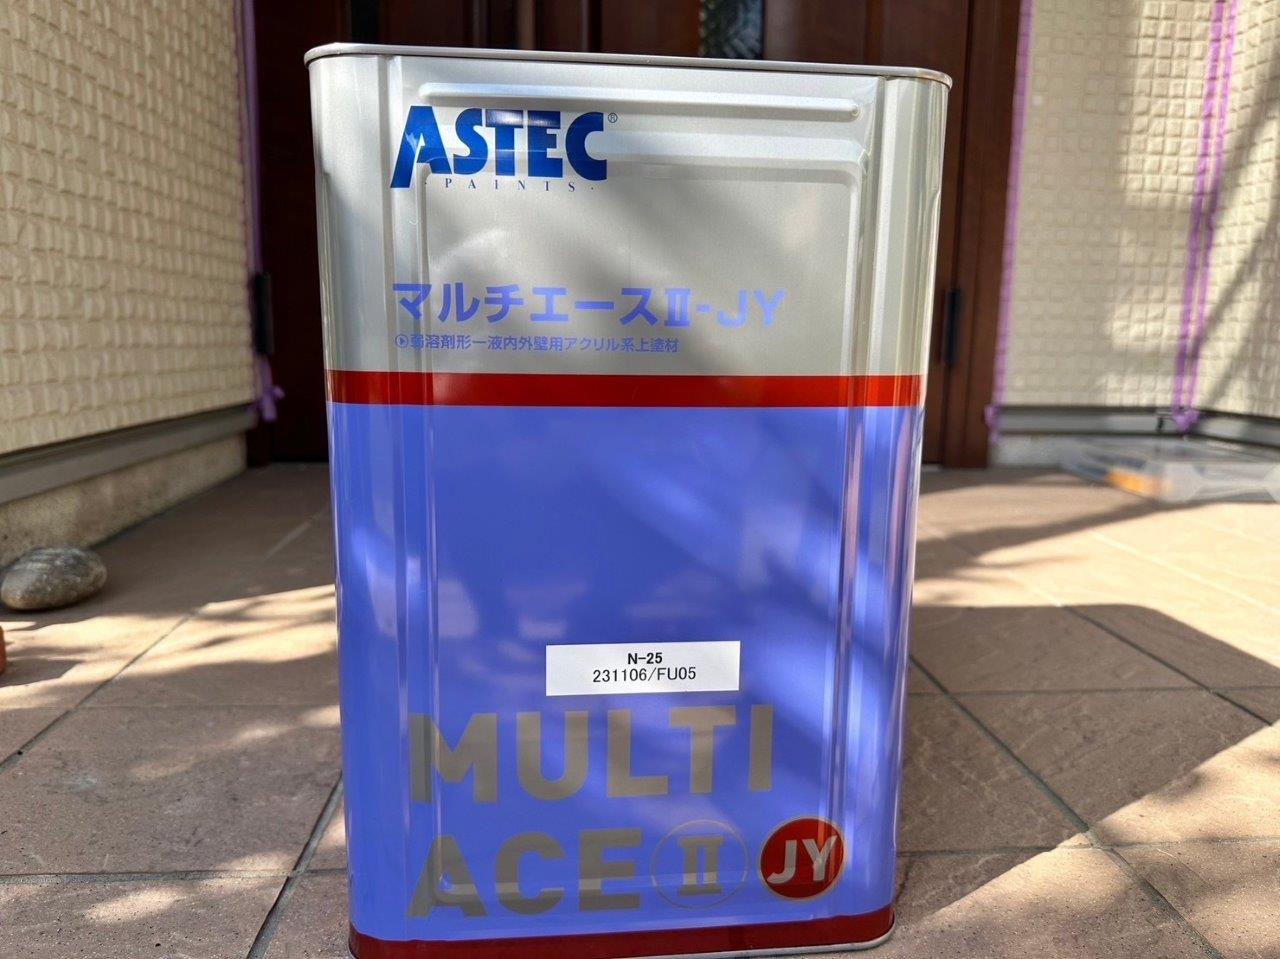 ASTEC®
·PAINTS·
マルチエースⅡ-JY
弱溶剤形一液内外壁用アクリル系上塗材
N-25
231106/FU05
MULTI
ACE Ⅱ JY